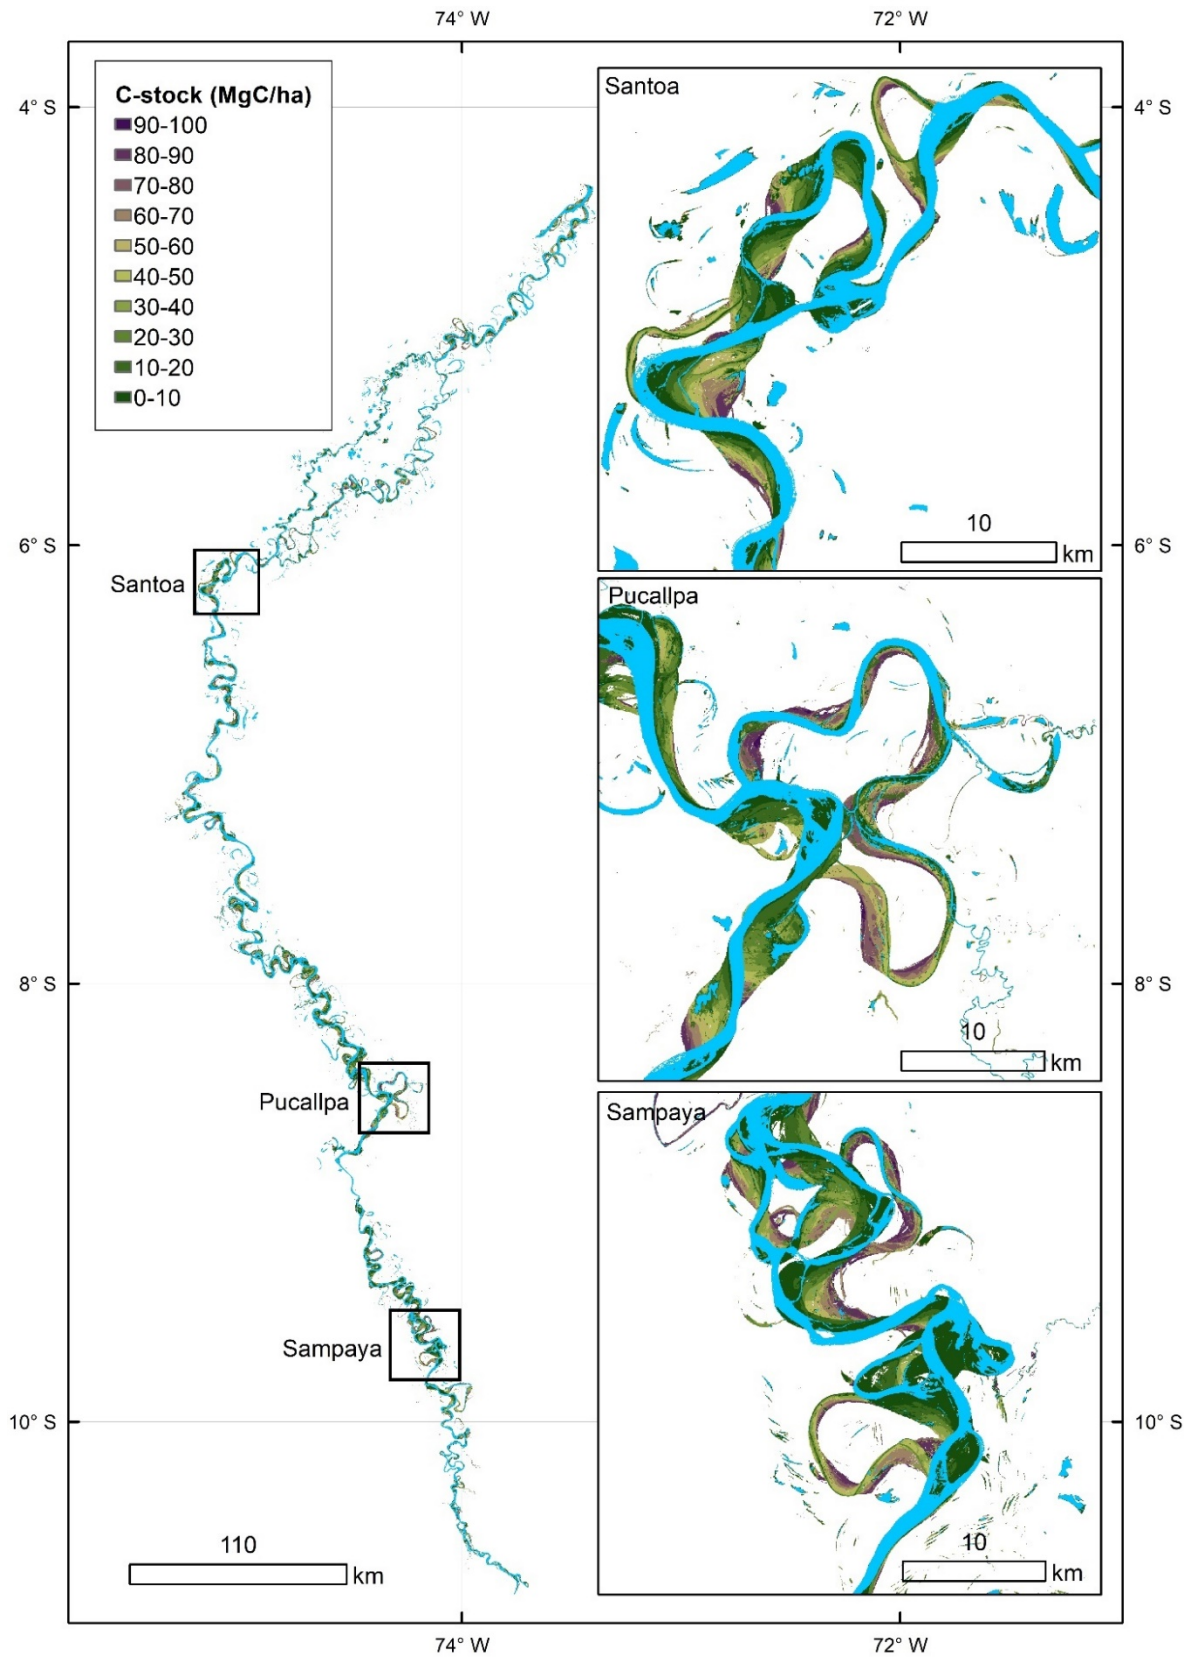 74° W
72° W
4° S
4° S
C-stock (MgC/ha)
90-100
80-90
70-80
60-70
50-60
40-50
30-40
20-30
10-20
0-10
Santoa
10
km
6° S
6° S
Santoa
Pucallpa
10
km
8° S
8° S
Pucallpa
Sampaya
10
km
Sampaya
10° S
10° S
110
km
74° W
72° W